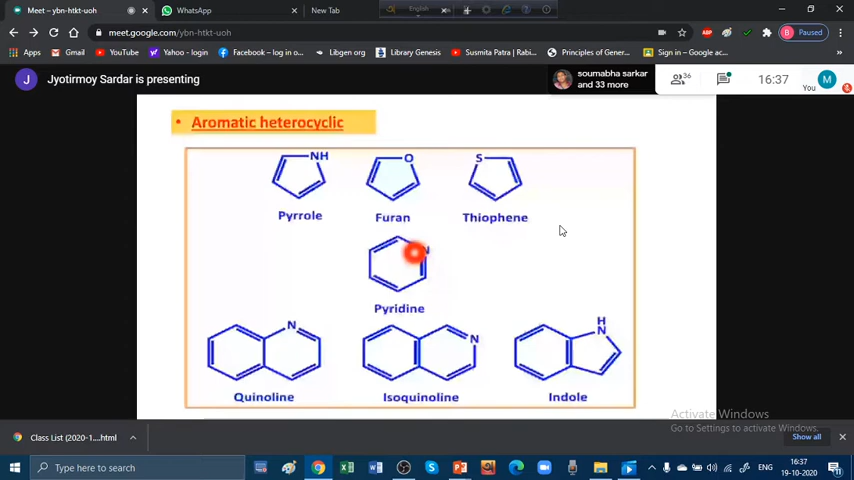 Meet – ybn-htkt-uoh
WhatsApp
New Tab
English
meet.google.com/ybn-htkt-uoh
B Paused
Apps
Gmail
YouTube
Yahoo - login
Facebook – log in o...
Libgen org
Library Genesis
Susmita Patra | Rabi...
Principles of Gener...
Sign in – Google ac...
J Jyotirmoy Sardar is presenting
soumabha sarkar
and 33 more
36
16:37
You
M
• Aromatic heterocyclic
NH
O
S
Pyrrole
Furan
Thiophene
N
Pyridine
N
N
H
N
Quinoline
Isoquinoline
Indole
Activate Windows
Go to Settings to activate Windows.
Class List (2020-1....html
Show all
Type here to search
ENG
16:37
19-10-2020